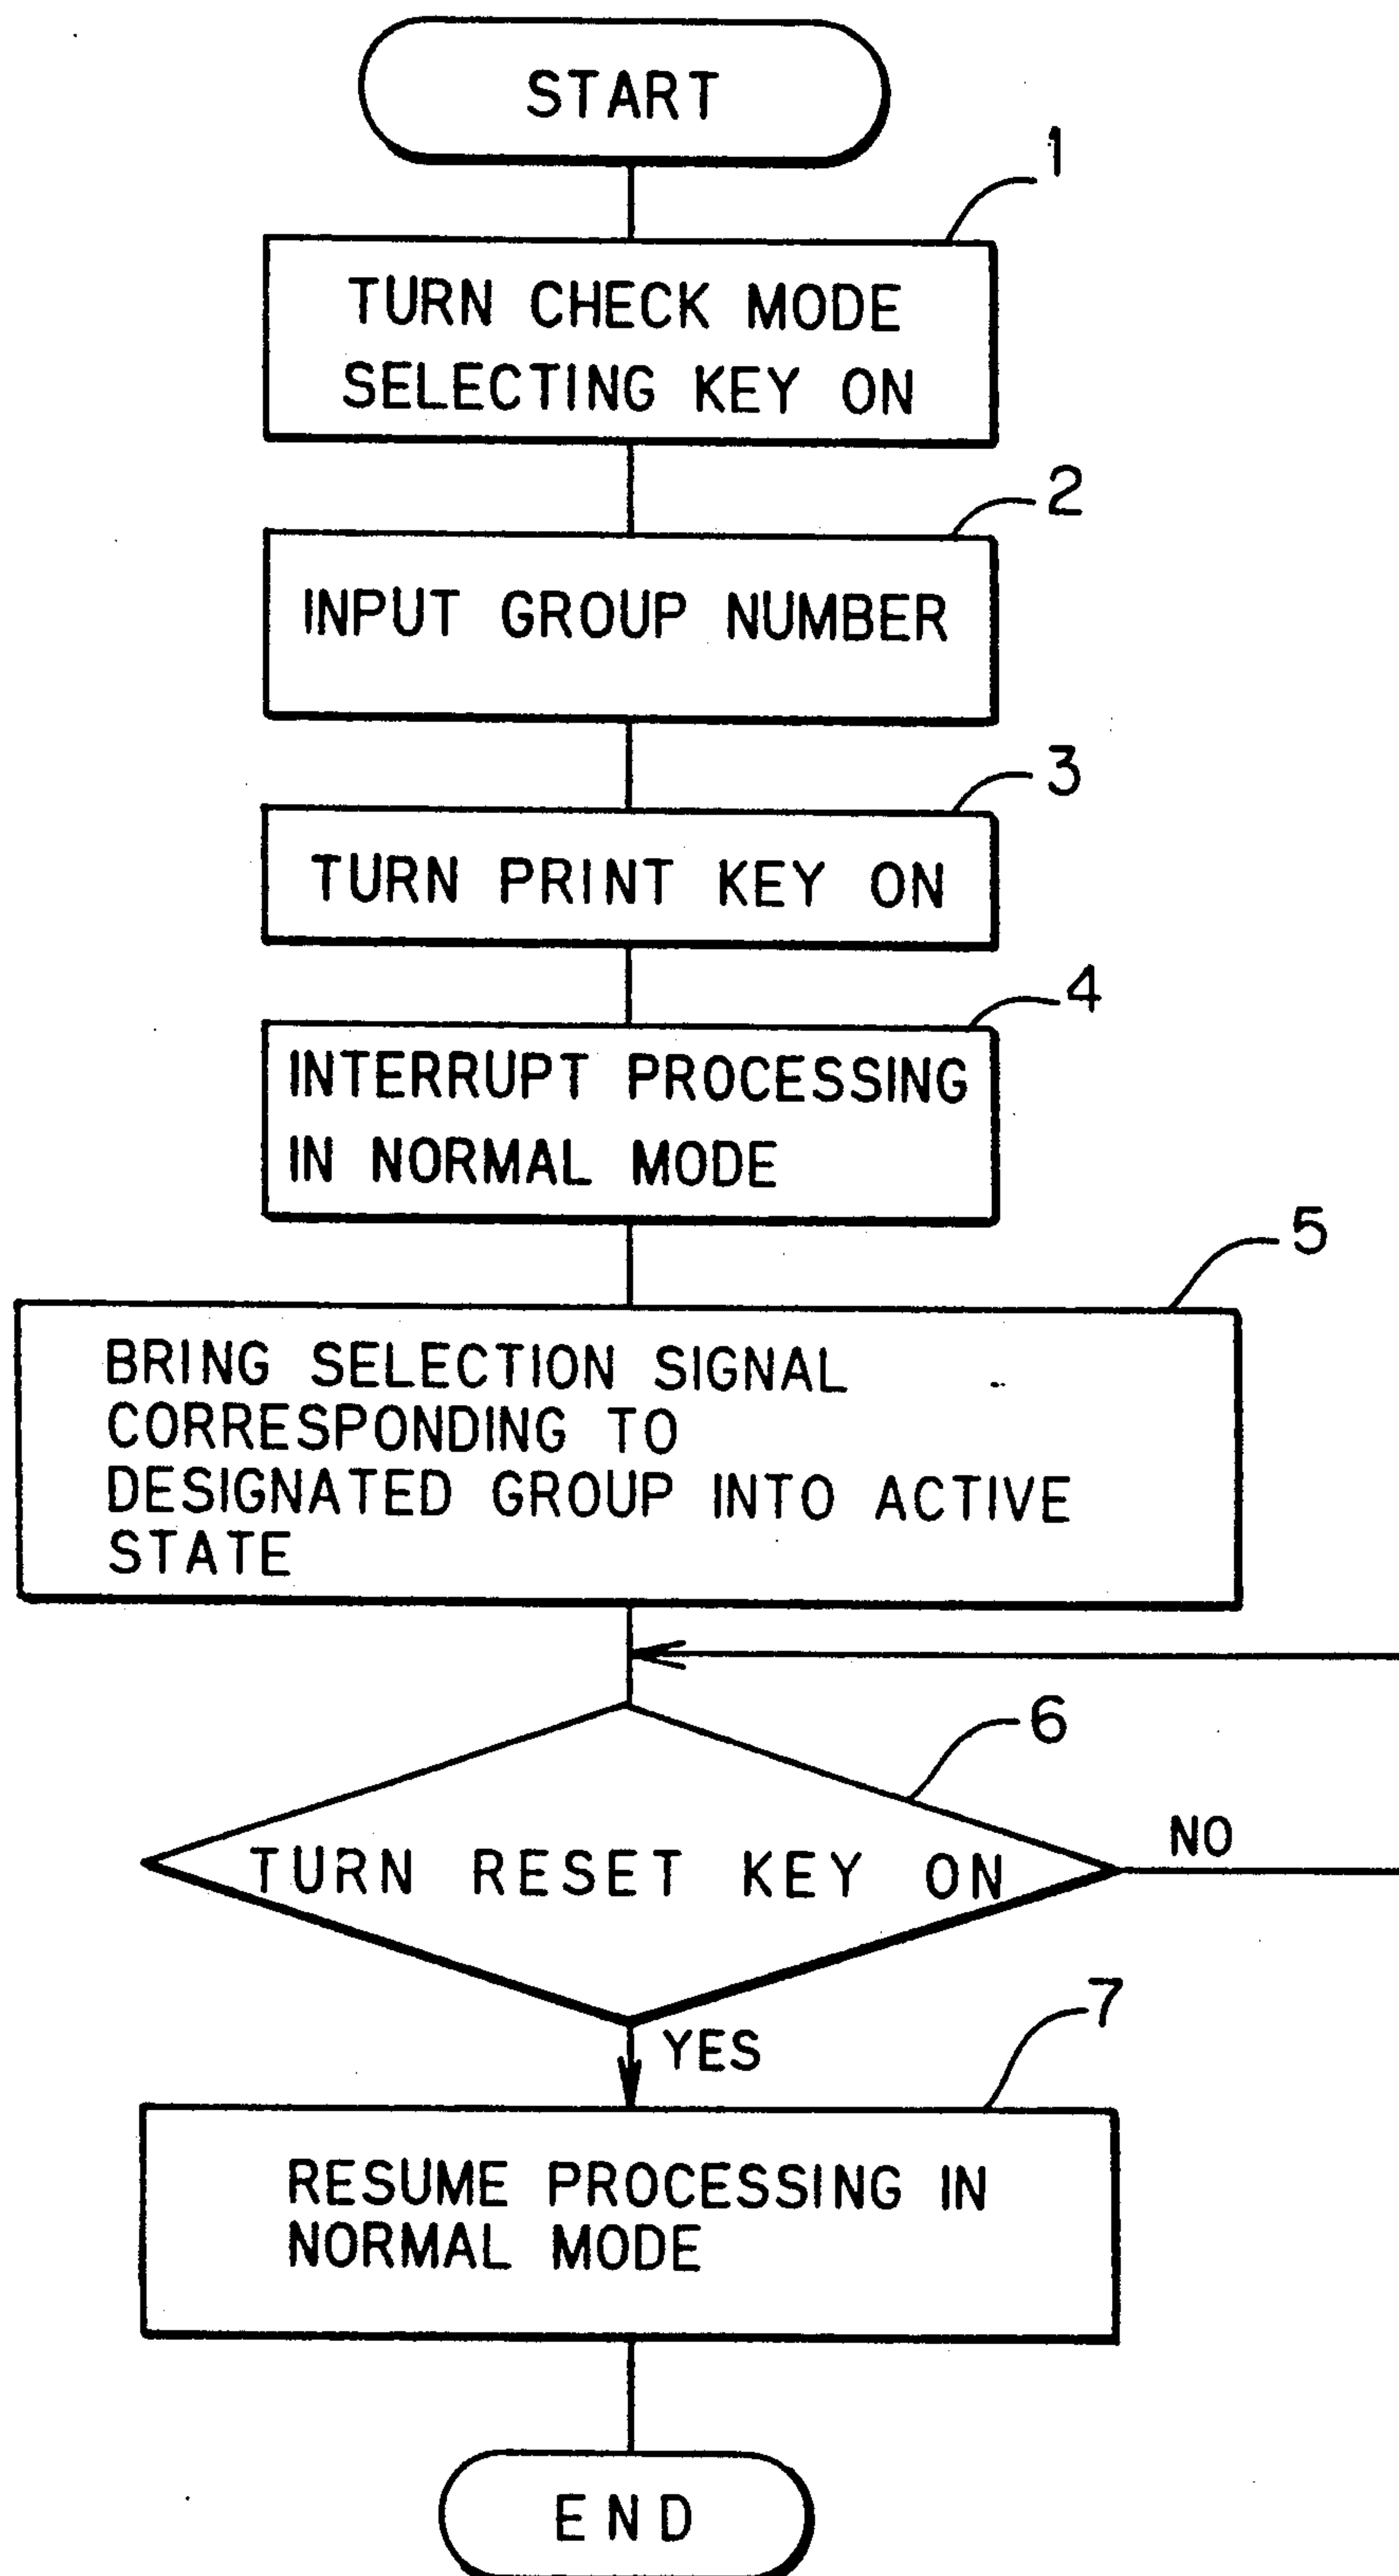 START
1
TURN CHECK MODE
SELECTING KEY ON
2
INPUT GROUP NUMBER
3
TURN PRINT KEY ON
4
INTERRUPT PROCESSING
IN NORMAL MODE
5
BRING SELECTION SIGNAL
CORRESPONDING TO
DESIGNATED GROUP INTO ACTIVE
STATE
6
TURN RESET KEY ON
NO
YES
7
RESUME PROCESSING IN
NORMAL MODE
END